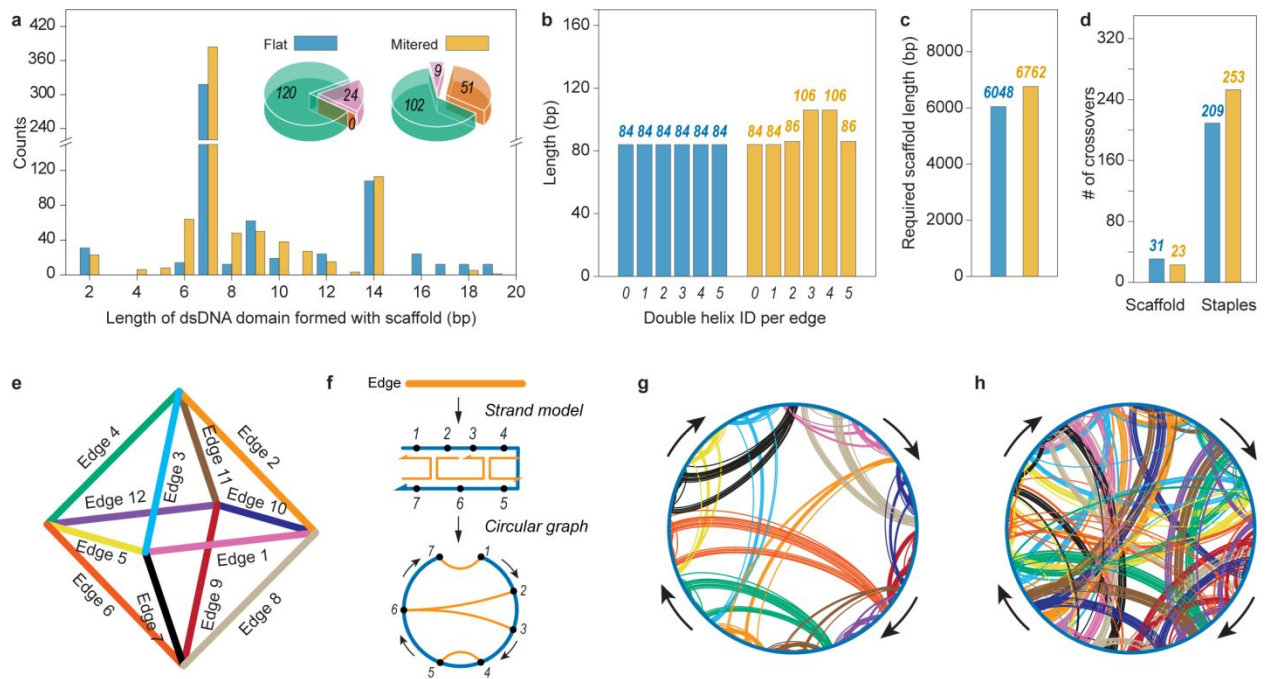 a
420
360
300
240
120
80
40
0
Counts
Flat
Mitered
120
24
0
102
9
51
2 4 6 8 10 12 14 16 18 20
Length of dsDNA domain formed with scaffold (bp)
b
160
120
80
40
0
Length (bp)
84 84 84 84 84 84
84 84 86 106 106 86
0 1 2 3 4 5
0 1 2 3 4 5
Double helix ID per edge
c
8000
6000
4000
2000
0
Required scaffold length (bp)
6048
6762
d
320
240
160
80
0
# of crossovers
31
23
209
253
Scaffold
Staples
e
Edge 4
Edge 3
Edge 11
Edge 2
Edge 12
Edge 10
Edge 5
Edge 1
Edge 6
Edge 7
Edge 9
Edge 8
f
Edge
Strand model
1 2 3 4
7 6 5
Circular graph
7
1
2
6
3
5
4
g
h